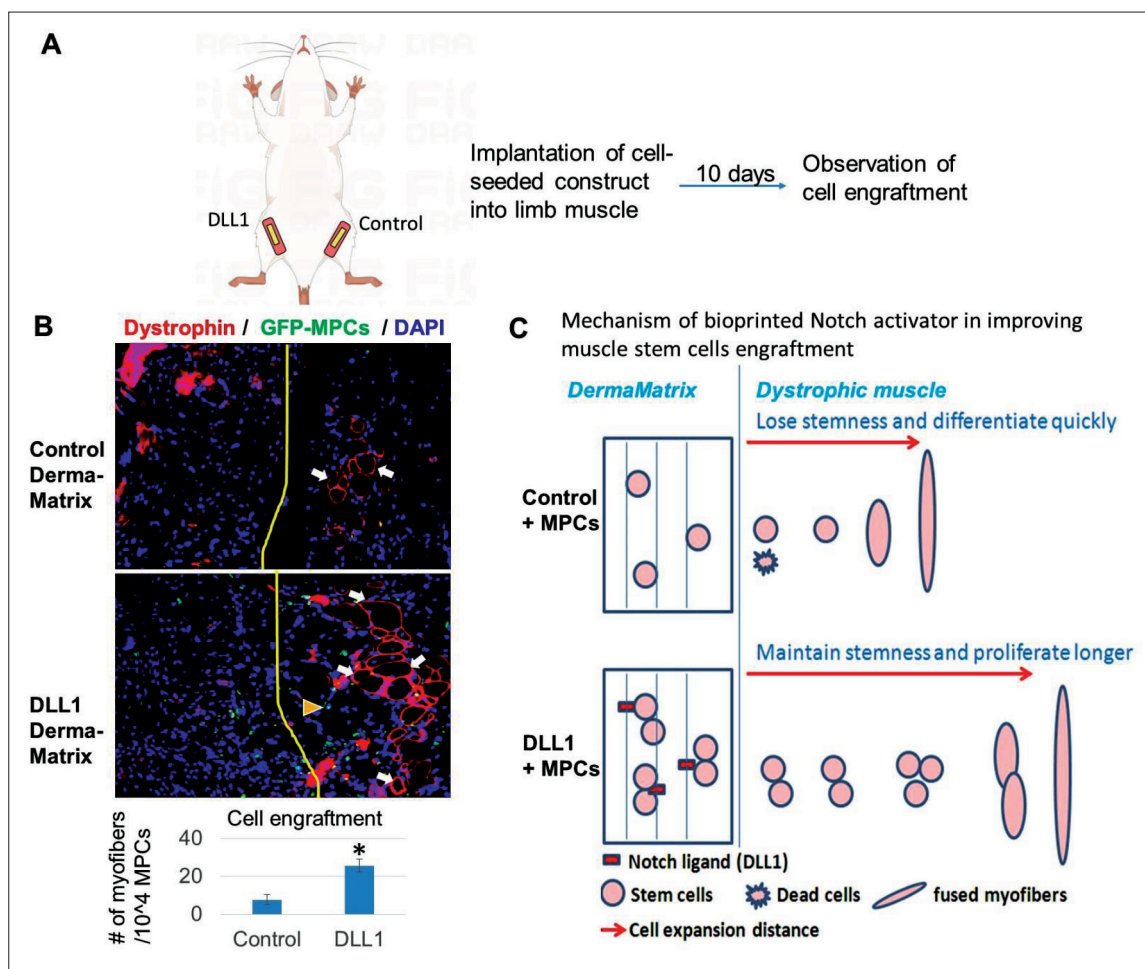 A
DLL1
Control
Implantation of cell-
seeded construct
into limb muscle
10 days
Observation of
cell engraftment
B
Dystrophin / GFP-MPCs / DAPI
Control
Derma-
Matrix
DLL1
Derma-
Matrix
Cell engraftment
# of myofibers
/10^4 MPCs
40
20
0
*
Control
DLL1
C
Mechanism of bioprinted Notch activator in improving
muscle stem cells engraftment
DermaMatrix
Dystrophic muscle
Lose stemness and differentiate quickly
Control
+ MPCs
Maintain stemness and proliferate longer
DLL1
+ MPCs
Notch ligand (DLL1)
Stem cells
Dead cells
fused myofibers
Cell expansion distance